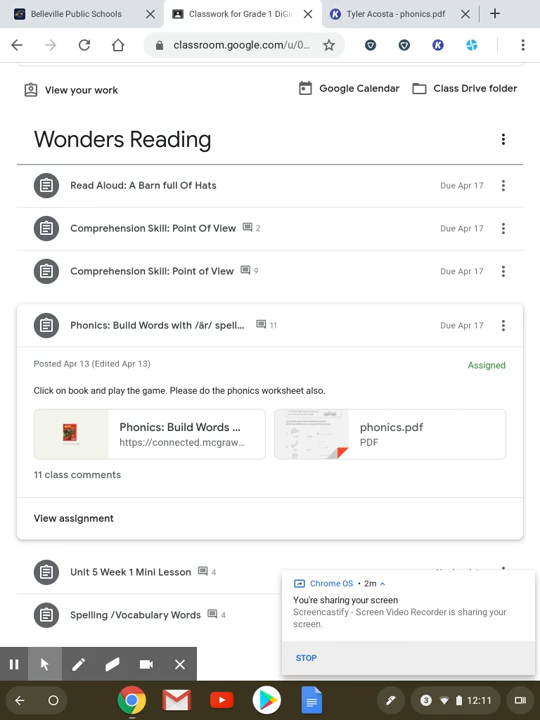 Belleville Public Schools
Classwork for Grade 1 DiGi
K Tyler Acosta - phonics.pdf
classroom.google.com/u/0...
K
View your work
Google Calendar
Class Drive folder
Wonders Reading
Read Aloud: A Barn full Of Hats
Due Apr 17
Comprehension Skill: Point Of View
2
Due Apr 17
Comprehension Skill: Point of View
9
Due Apr 17
Phonics: Build Words with /är/ spell...
11
Due Apr 17
Posted Apr 13 (Edited Apr 13)
Assigned
Click on book and play the game. Please do the phonics worksheet also.
Phonics: Build Words ...
https://connected.mcgraw...
phonics.pdf
PDF
11 class comments
View assignment
Unit 5 Week 1 Mini Lesson
4
Spelling /Vocabulary Words
4
Chrome OS • 2m
You're sharing your screen
Screencastify - Screen Video Recorder is sharing your
screen.
STOP
3
12:11